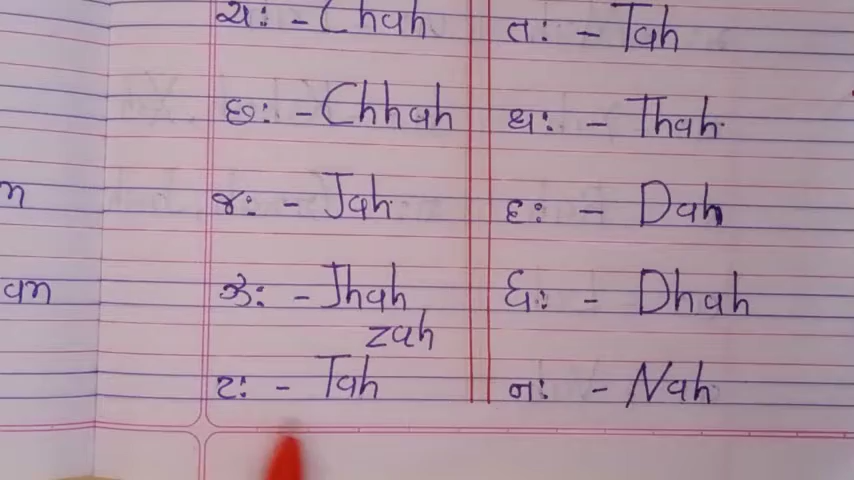 ચઃ - Chah
છઃ - Chhah
જઃ - Jah
ઝઃ - Jhah
zah
ટઃ - Tah
તઃ - Tah
થઃ - Thah
દઃ - Dah
ધઃ - Dhah
નઃ - Nah